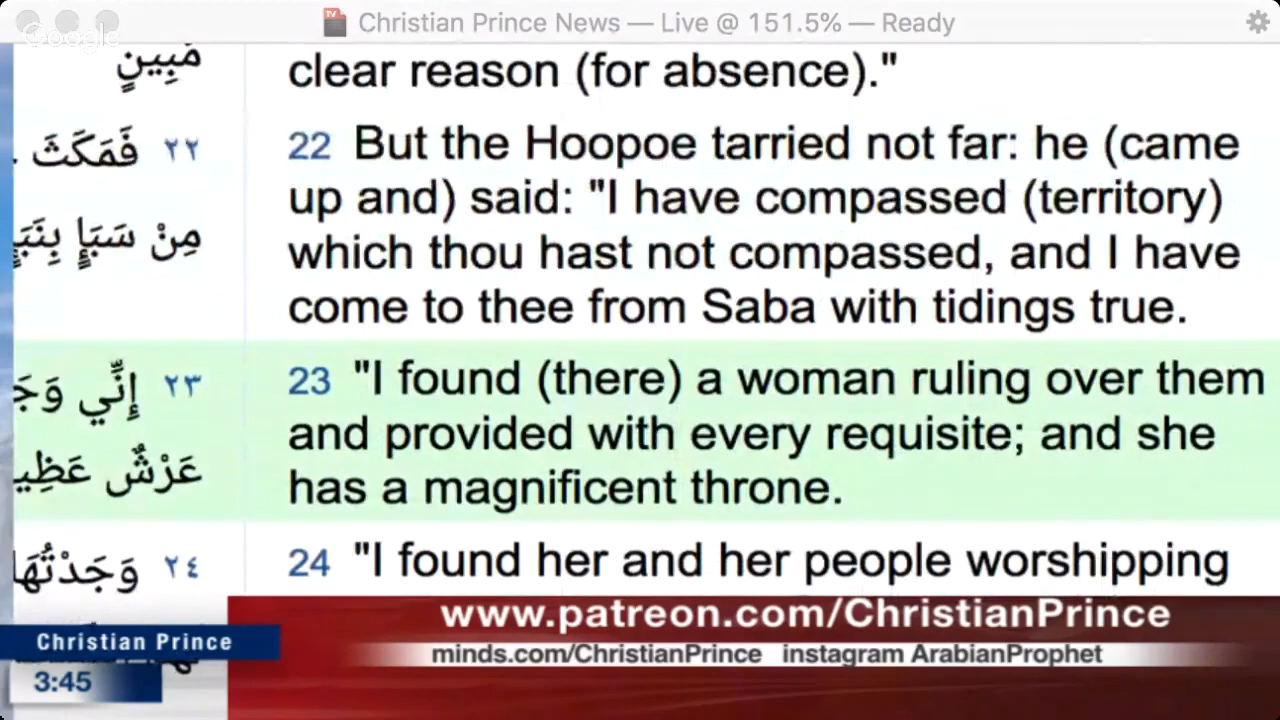 Christian Prince News — Live @ 151.5% — Ready
Google
مُّبِينٍ
clear reason (for absence)."
٢٢ فَمَكَثَ
22 But the Hoopoe tarried not far: he (came
up and) said: "I have compassed (territory)
مِنْ سَبَإٍ
which thou hast not compassed, and I have
come to thee from Saba with tidings true.
٢٣ إِنِّي
23 "I found (there) a woman ruling over them
and provided with every requisite; and she
عَرْشٌ
has a magnificent throne.
٢٤ وَجَدْتُهَا
24 "I found her and her people worshipping
www.patreon.com/ChristianPrince
Christian Prince
minds.com/ChristianPrince instagram ArabianProphet
3:45